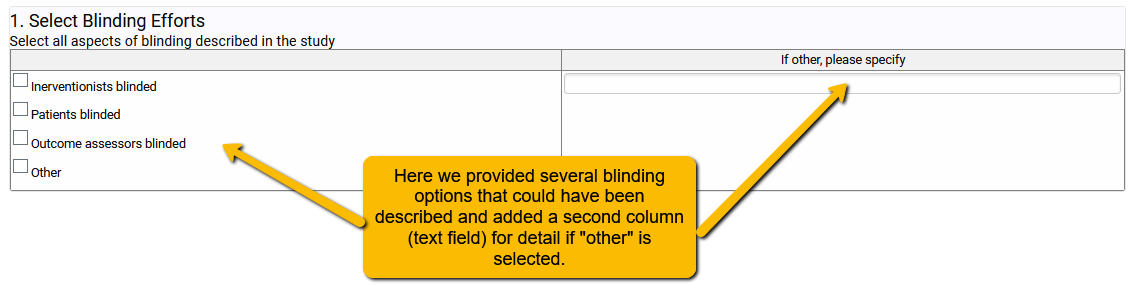 1. Select Blinding Efforts
Select all aspects of blinding described in the study
If other, please specify
Inerventionists blinded
Patients blinded
Outcome assessors blinded
Other
Here we provided several blinding
options that could have been
described and added a second column
(text field) for detail if "other" is
selected.